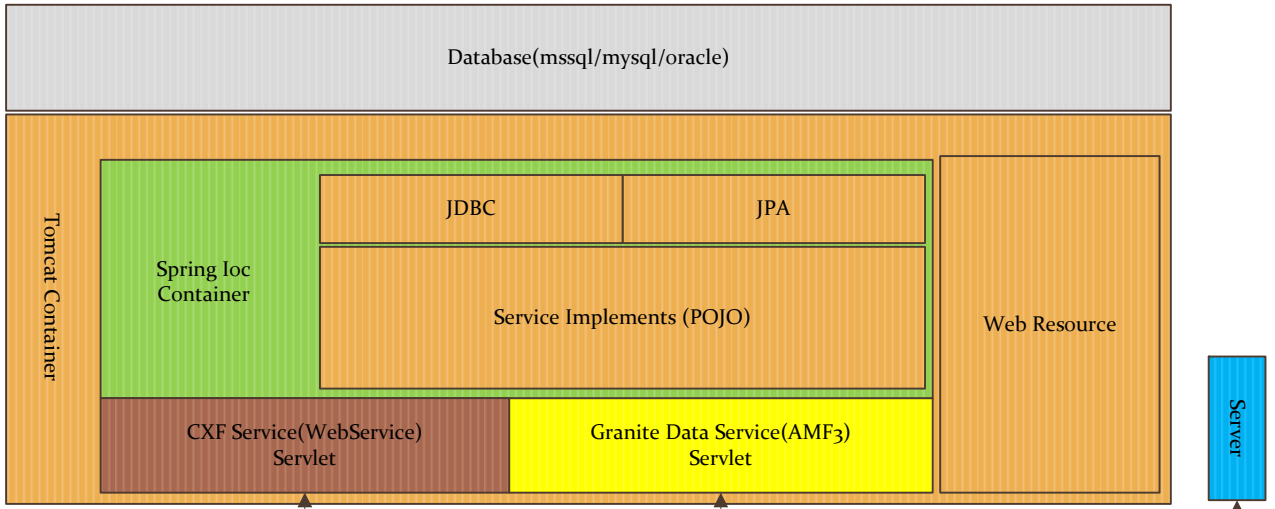 Database(mssql/mysql/oracle)
Tomcat Container
Spring Ioc
Container
JDBC
JPA
Service Implements (POJO)
Web Resource
CXF Service(WebService)
Servlet
Granite Data Service(AMF3)
Servlet
Server